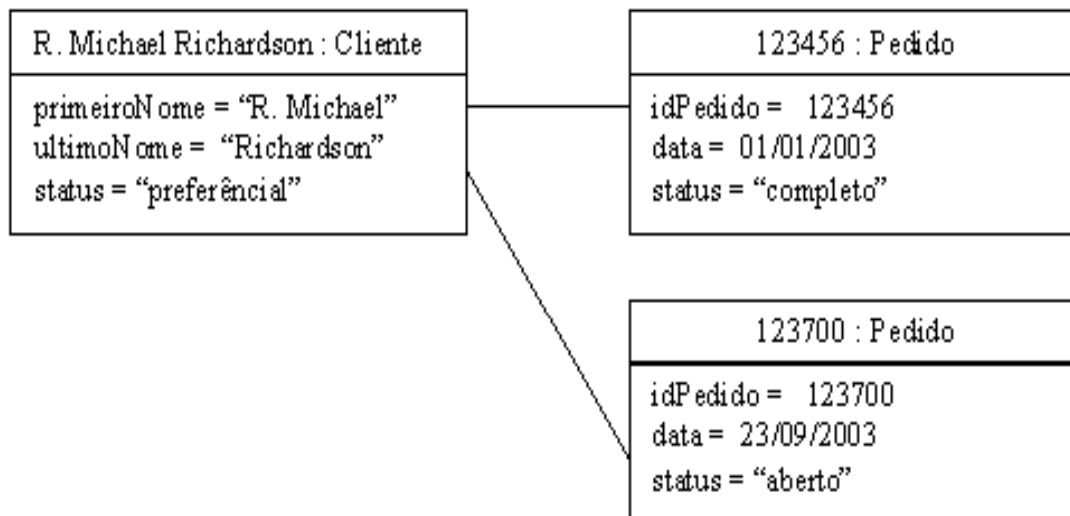 R. Michael Richardson : Cliente
primeiroNome = “R. Michael”
ultimoNome = “Richardson”
status = “preferêncial”
123456 : Pedido
idPedido = 123456
data = 01/01/2003
status = “completo”
123700 : Pedido
idPedido = 123700
data = 23/09/2003
status = “aberto”